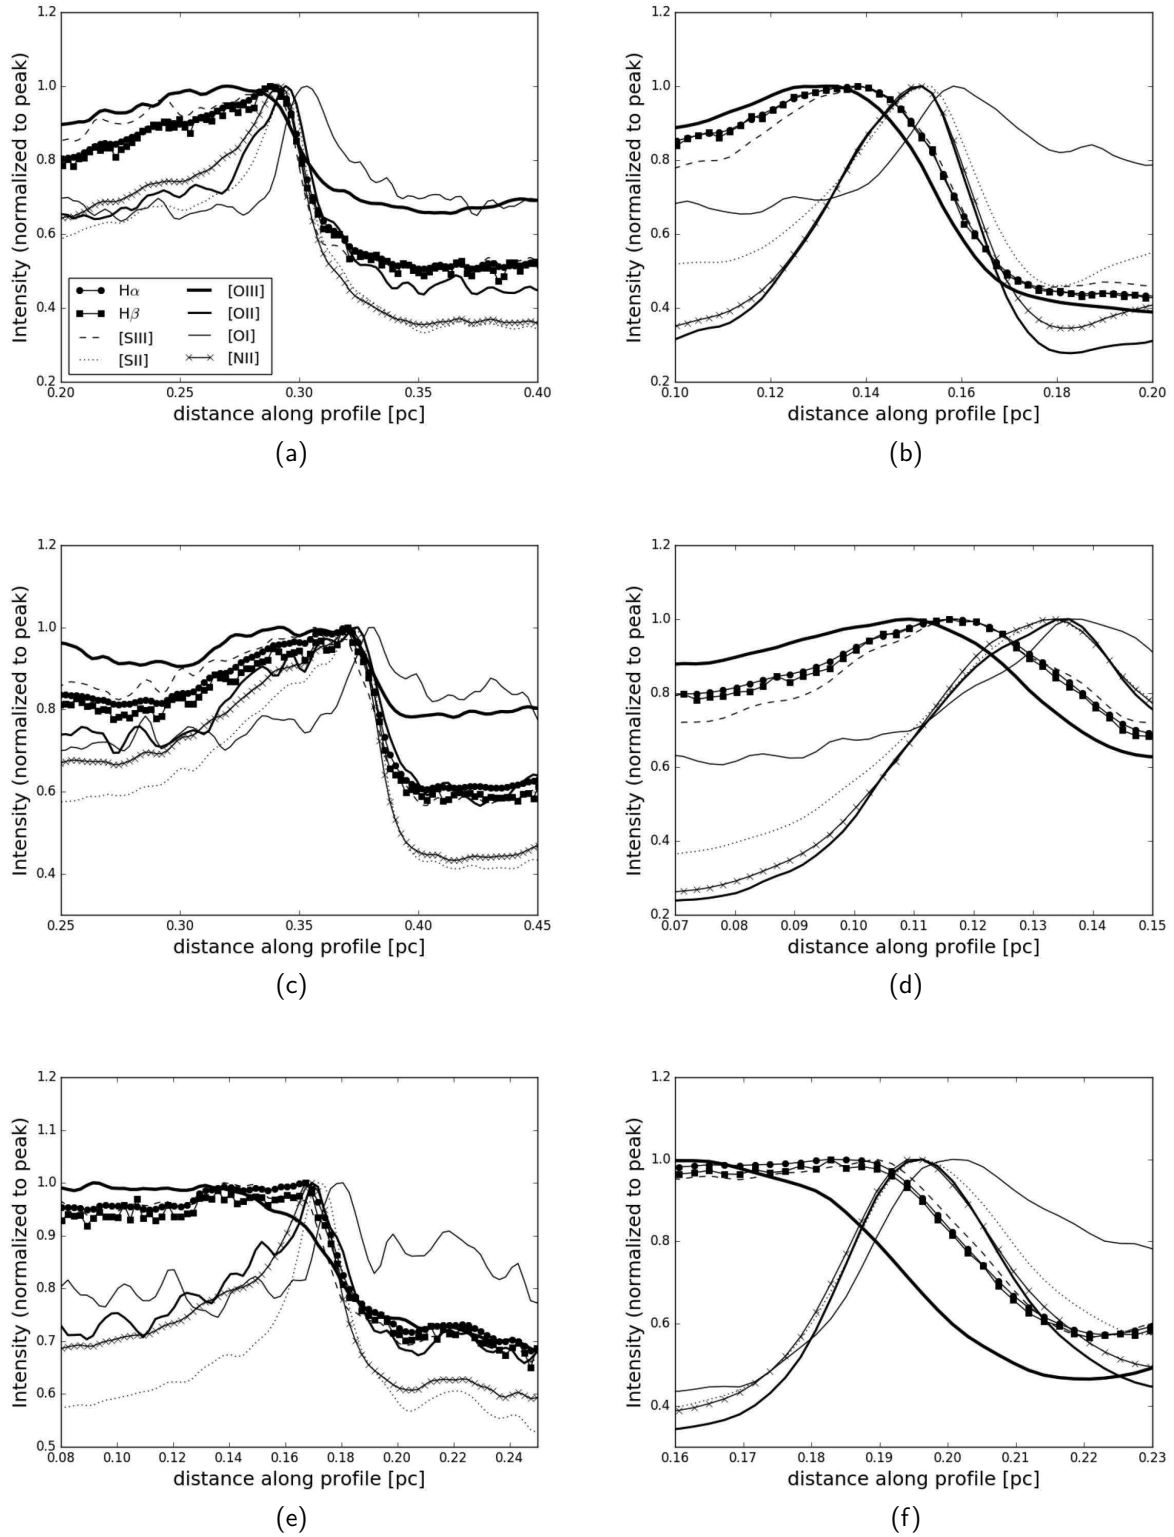 1.2
1.0
0.8
0.6
0.4
0.2
Intensity (normalized to peak)
Hα
Hβ
[SIII]
[SII]
[OIII]
[OII]
[OI]
[NII]
0.20 0.25 0.30 0.35 0.40
distance along profile [pc]
(a)
1.2
1.0
0.8
0.6
0.4
0.2
Intensity (normalized to peak)
0.10 0.12 0.14 0.16 0.18 0.20
distance along profile [pc]
(b)
1.2
1.0
0.8
0.6
0.4
Intensity (normalized to peak)
0.25 0.30 0.35 0.40 0.45
distance along profile [pc]
(c)
1.2
1.0
0.8
0.6
0.4
0.2
Intensity (normalized to peak)
0.07 0.08 0.09 0.10 0.11 0.12 0.13 0.14 0.15
distance along profile [pc]
(d)
1.2
1.1
1.0
0.9
0.8
0.7
0.6
0.5
Intensity (normalized to peak)
0.08 0.10 0.12 0.14 0.16 0.18 0.20 0.22 0.24
distance along profile [pc]
(e)
1.2
1.0
0.8
0.6
0.4
Intensity (normalized to peak)
0.16 0.17 0.18 0.19 0.20 0.21 0.22 0.23
distance along profile [pc]
(f)